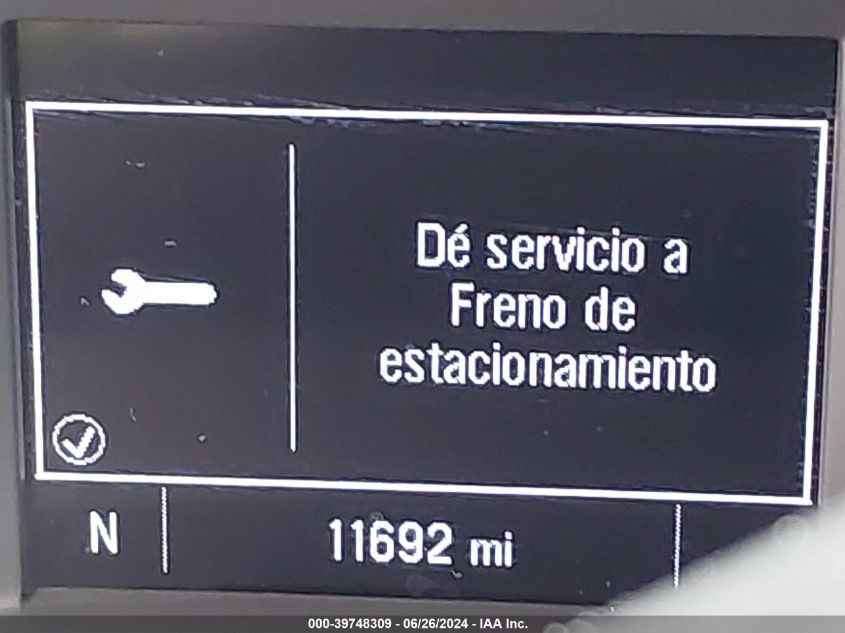 Dé servicio a
Freno de
estacionamiento
N
11692 mi
000-39748309 - 06/26/2024 - IAA Inc.